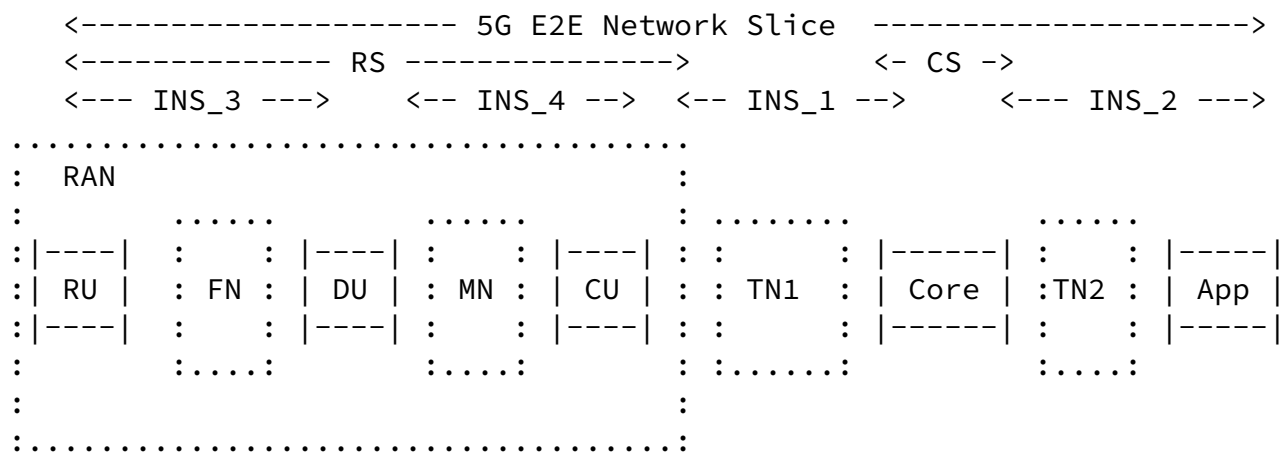 <--------------------- 5G E2E Network Slice --------------------->
<-------------- RS ---------------> <- CS ->
<--- INS_3 ---> <-- INS_4 --> <-- INS_1 --> <--- INS_2 --->
......................................
: RAN :
: ...... ...... : ........ ......
:|----| : : |----| : : |----| : : : |------| : : |-----|
:| RU | : FN : | DU | : MN : | CU | : : TN1 : | Core | :TN2 : | App |
:|----| : : |----| : : |----| : : : |------| : : |-----|
: :....: :....: : :......: :....:
: :
:....................................: